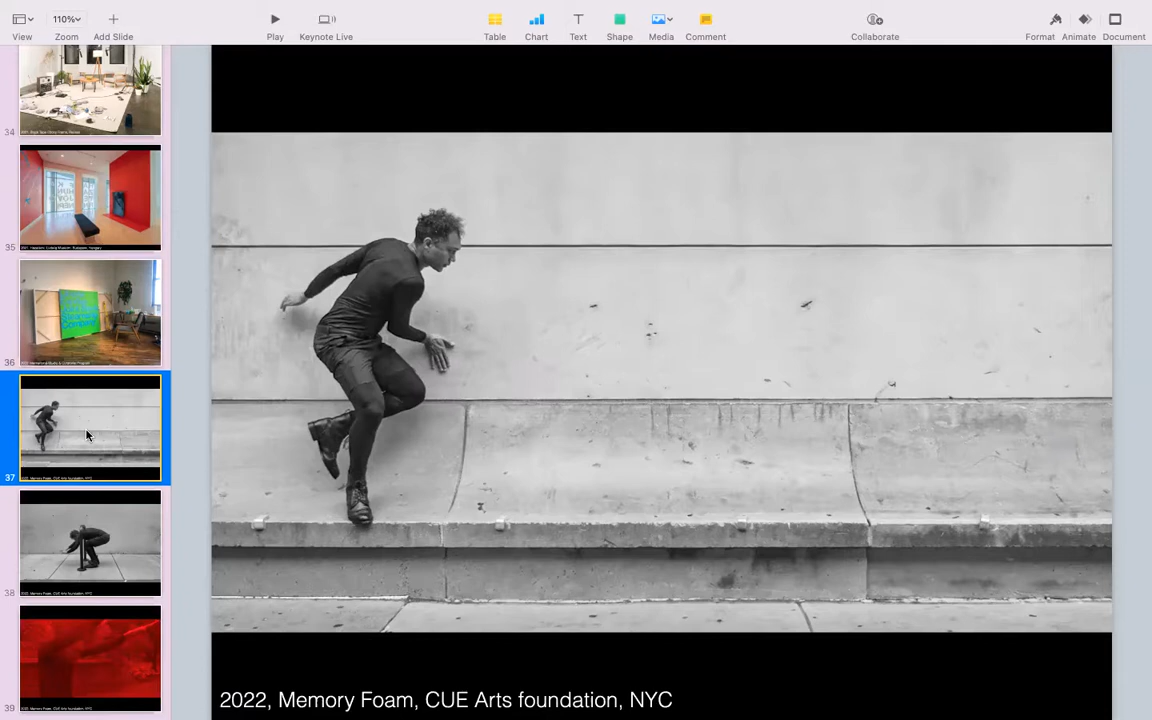 110%
View
Zoom
Add Slide
Play
Keynote Live
Table
Chart
Text
Shape
Media
Comment
Collaborate
Format
Animate
Document
34
35
36
37
38
39
2022, Memory Foam, CUE Arts foundation, NYC